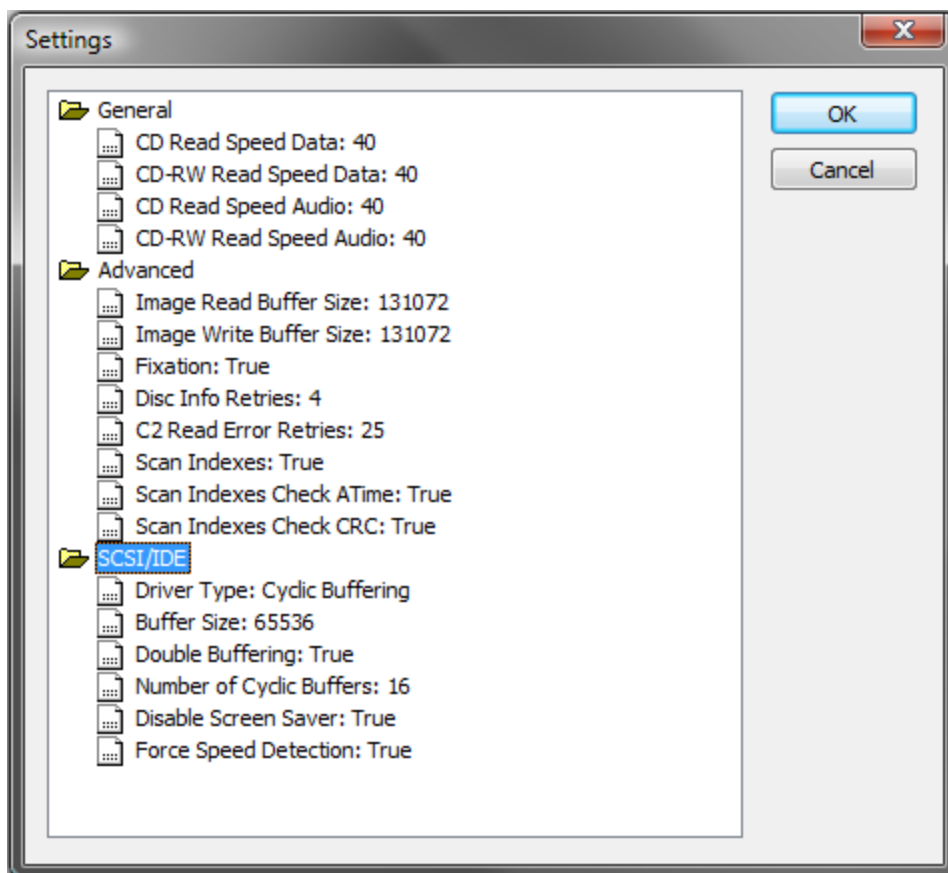 Settings
General
CD Read Speed Data: 40
CD-RW Read Speed Data: 40
CD Read Speed Audio: 40
CD-RW Read Speed Audio: 40
Advanced
Image Read Buffer Size: 131072
Image Write Buffer Size: 131072
Fixation: True
Disc Info Retries: 4
C2 Read Error Retries: 25
Scan Indexes: True
Scan Indexes Check ATime: True
Scan Indexes Check CRC: True
SCSI/IDE
Driver Type: Cyclic Buffering
Buffer Size: 65536
Double Buffering: True
Number of Cyclic Buffers: 16
Disable Screen Saver: True
Force Speed Detection: True
OK
Cancel